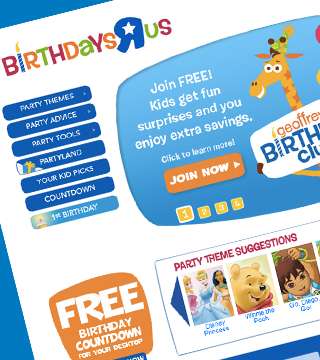 BiRTHDAYS R US
PARTY THEMES
PARTY ADVICE
PARTY TOOLS
PARTYLAND
YOUR KID PICKS
COUNTDOWN
1ST BIRTHDAY
Join FREE!
Kids get fun
surprises and you
enjoy extra savings.
Click to learn more!
JOIN NOW
1 2 3 4
geoffrey's
BIRTHD
CLU
PARTY THEME SUGGESTIONS
Disney
Princess
Winnie the
Pooh
Go, Diego,
Go!
FREE
BIRTHDAY
COUNTDOWN
FOR YOUR DESKTOP
NOW